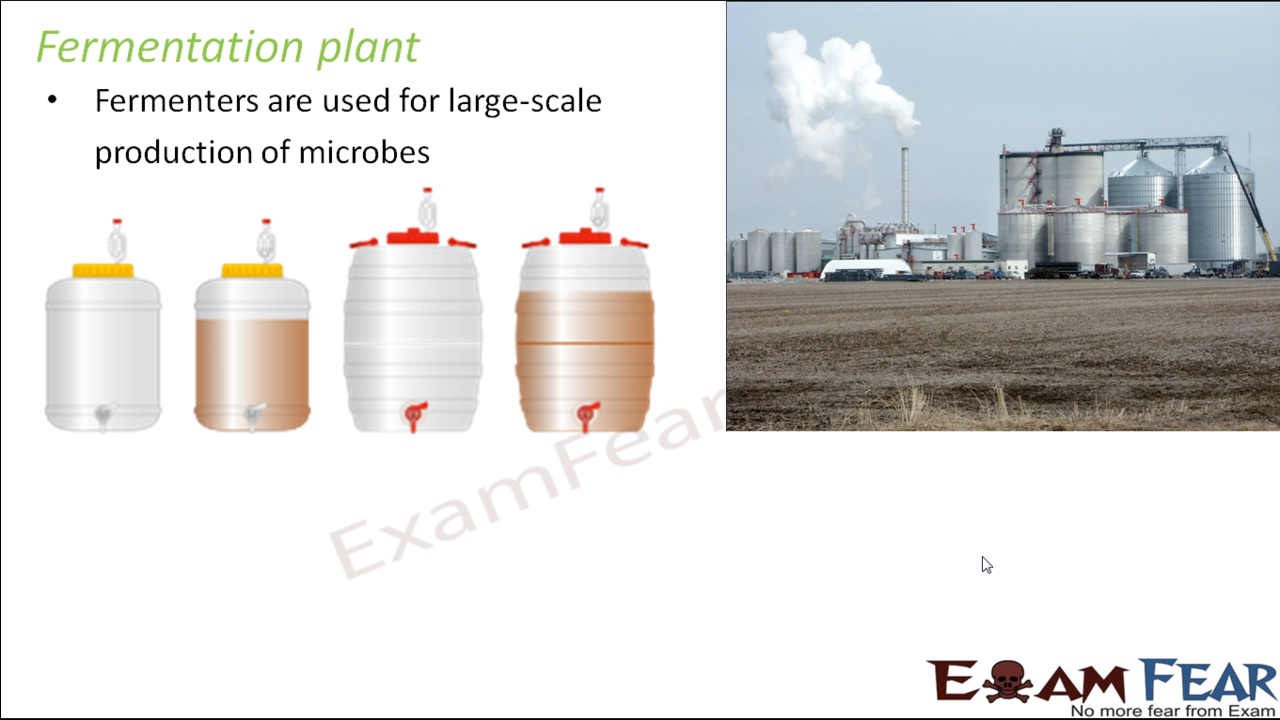 Fermentation plant
• Fermenters are used for large-scale
production of microbes
ExamFear
EXAM FEAR
No more fear from Exam